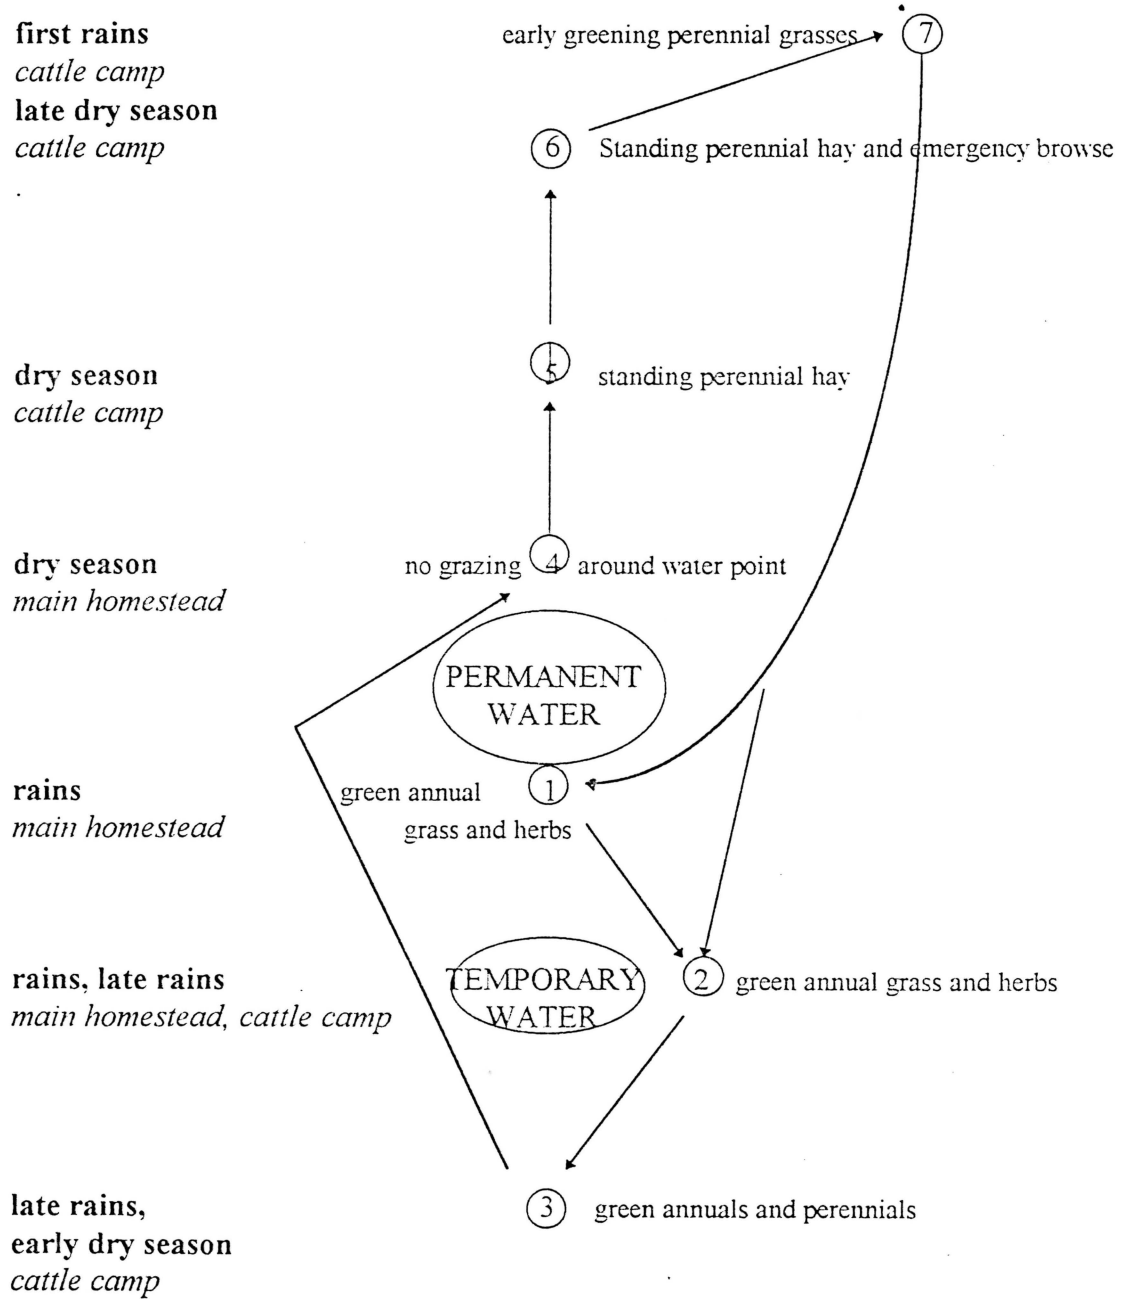 first rains
cattle camp
early greening perennial grasses
7
late dry season
cattle camp
6
Standing perennial hay and emergency browse
dry season
cattle camp
5
standing perennial hay
dry season
main homestead
no grazing 4 around water point
PERMANENT
WATER
rains
main homestead
green annual
1
grass and herbs
rains, late rains
main homestead, cattle camp
TEMPORARY
WATER
2
green annual grass and herbs
late rains,
early dry season
cattle camp
3
green annuals and perennials